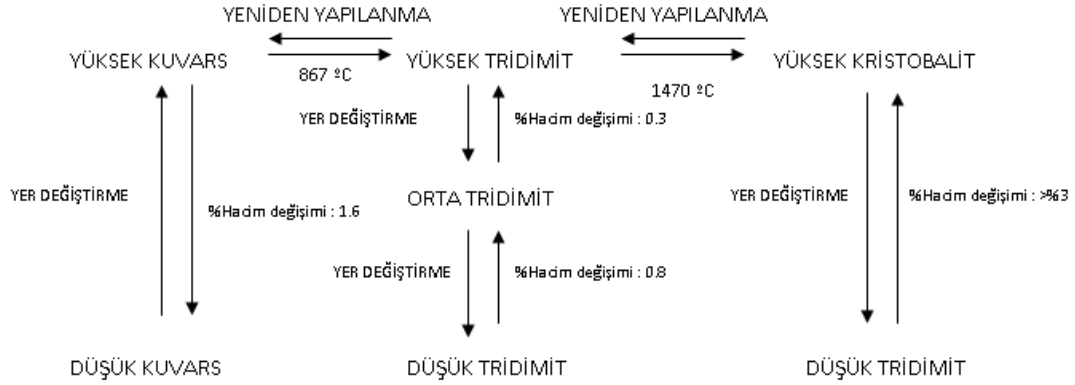 YENİDEN YAPILANMA
YENİDEN YAPILANMA
YÜKSEK KUVARS
YÜKSEK TRİDİMİT
YÜKSEK KRİSTOBALİT
867 ºC
1470 ºC
YER DEĞİŞTİRME
%Hacim değişimi : 0.3
YER DEĞİŞTİRME
%Hacim değişimi : 1.6
ORTA TRİDİMİT
YER DEĞİŞTİRME
%Hacim değişimi : >%3
YER DEĞİŞTİRME
%Hacim değişimi : 0.8
DÜŞÜK KUVARS
DÜŞÜK TRİDİMİT
DÜŞÜK TRİDİMİT